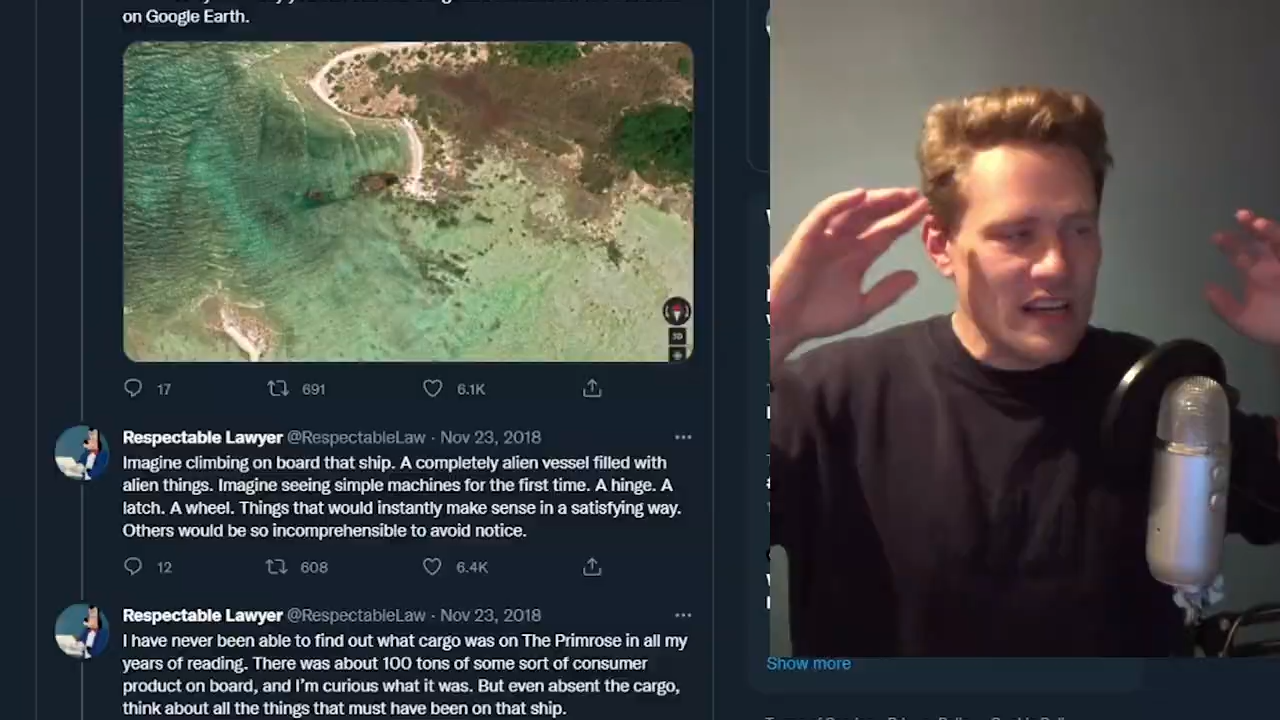 on Google Earth.
3D
17 691 6.1K
Respectable Lawyer @RespectableLaw · Nov 23, 2018
Imagine climbing on board that ship. A completely alien vessel filled with
alien things. Imagine seeing simple machines for the first time. A hinge. A
latch. A wheel. Things that would instantly make sense in a satisfying way.
Others would be so incomprehensible to avoid notice.
12 608 6.4K
Respectable Lawyer @RespectableLaw · Nov 23, 2018
I have never been able to find out what cargo was on The Primrose in all my
years of reading. There was about 100 tons of some sort of consumer
product on board, and I'm curious what it was. But even absent the cargo,
think about all the things that must have been on that ship.
Show more